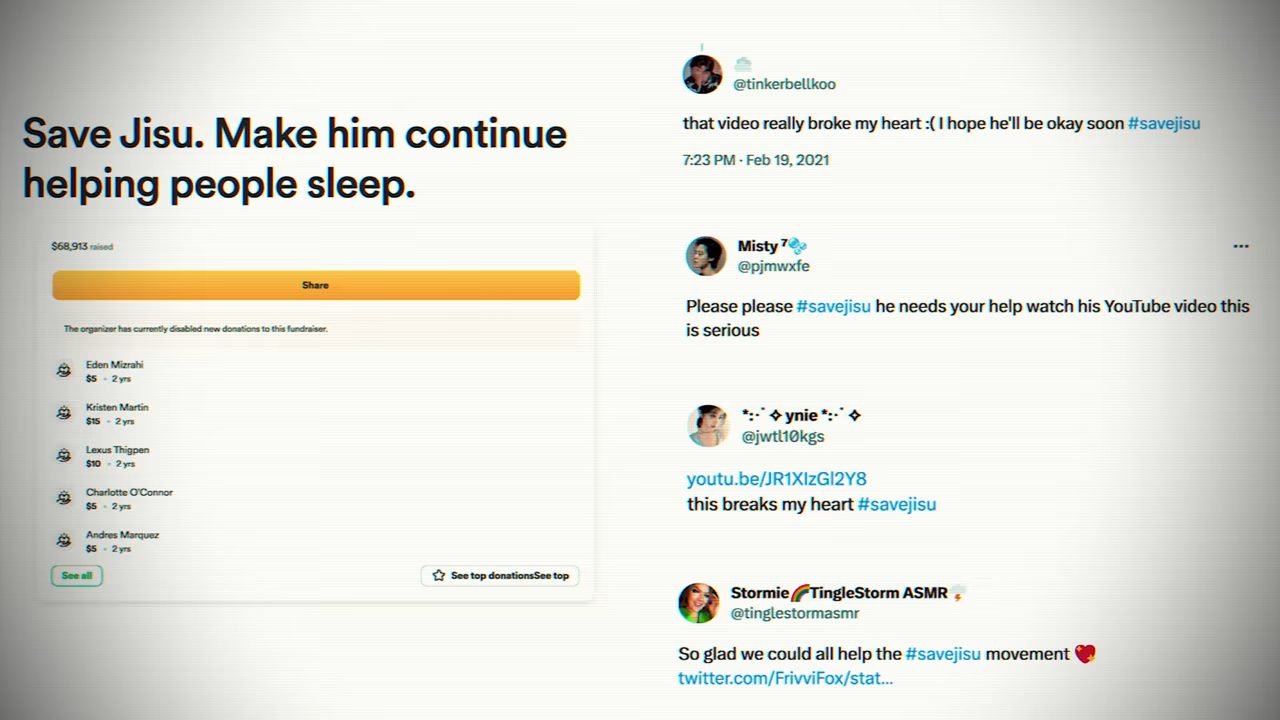 Save Jisu. Make him continue
helping people sleep.
$68,913 raised
Share
The organizer has currently disabled new donations to this fundraiser.
Eden Mizrahi
$5 • 2 yrs
Kristen Martin
$15 • 2 yrs
Lexus Thigpen
$10 • 2 yrs
Charlotte O'Connor
$5 • 2 yrs
Andres Marquez
$5 • 2 yrs
See all
See top donationsSee top
@tinkerbellkoo
that video really broke my heart :( I hope he'll be okay soon #savejisu
7:23 PM · Feb 19, 2021
Misty ⁷🫧
@pjmwxfe
Please please #savejisu he needs your help watch his YouTube video this
is serious
*:･ﾟ✧ ynie *:･ﾟ✧
@jwtl10kgs
youtu.be/JR1XIzGl2Y8
this breaks my heart #savejisu
Stormie🌈TingleStorm ASMR🌩️
@tinglestormasmr
So glad we could all help the #savejisu movement 💖
twitter.com/FrivviFox/stat...